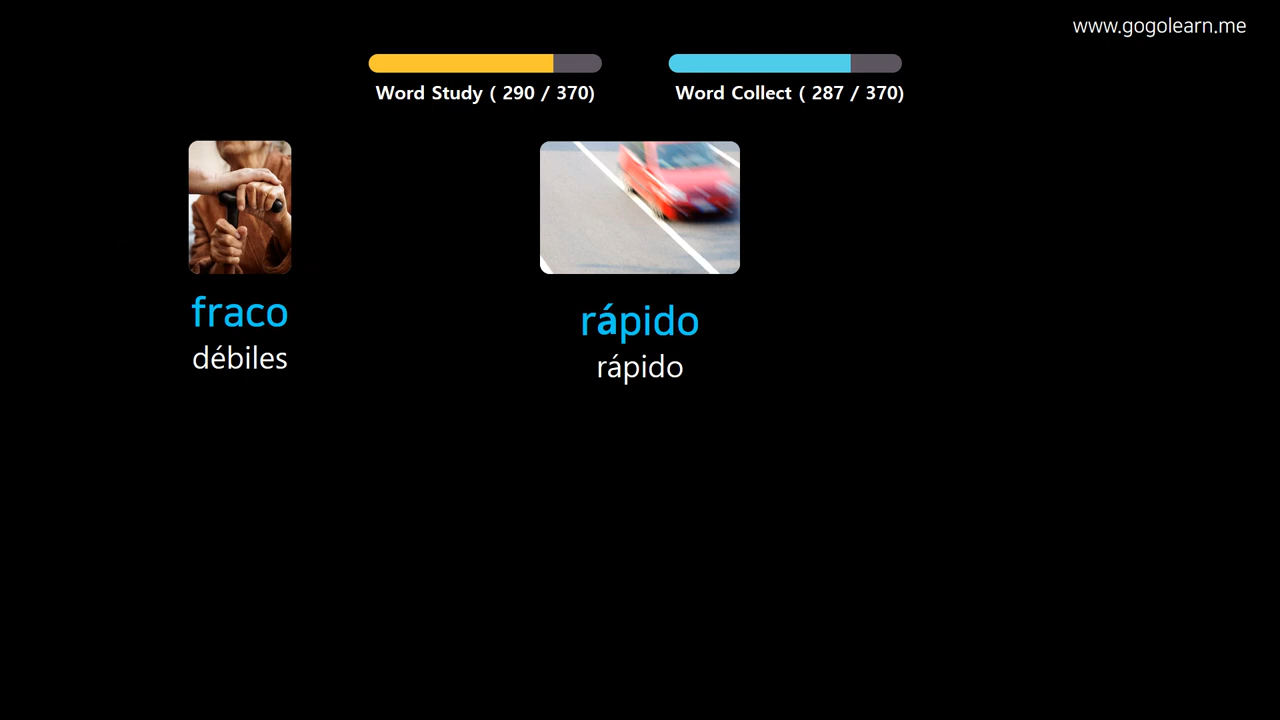 www.gogolearn.me
Word Study ( 290 / 370)
Word Collect ( 287 / 370)
fraco
débiles
rápido
rápido